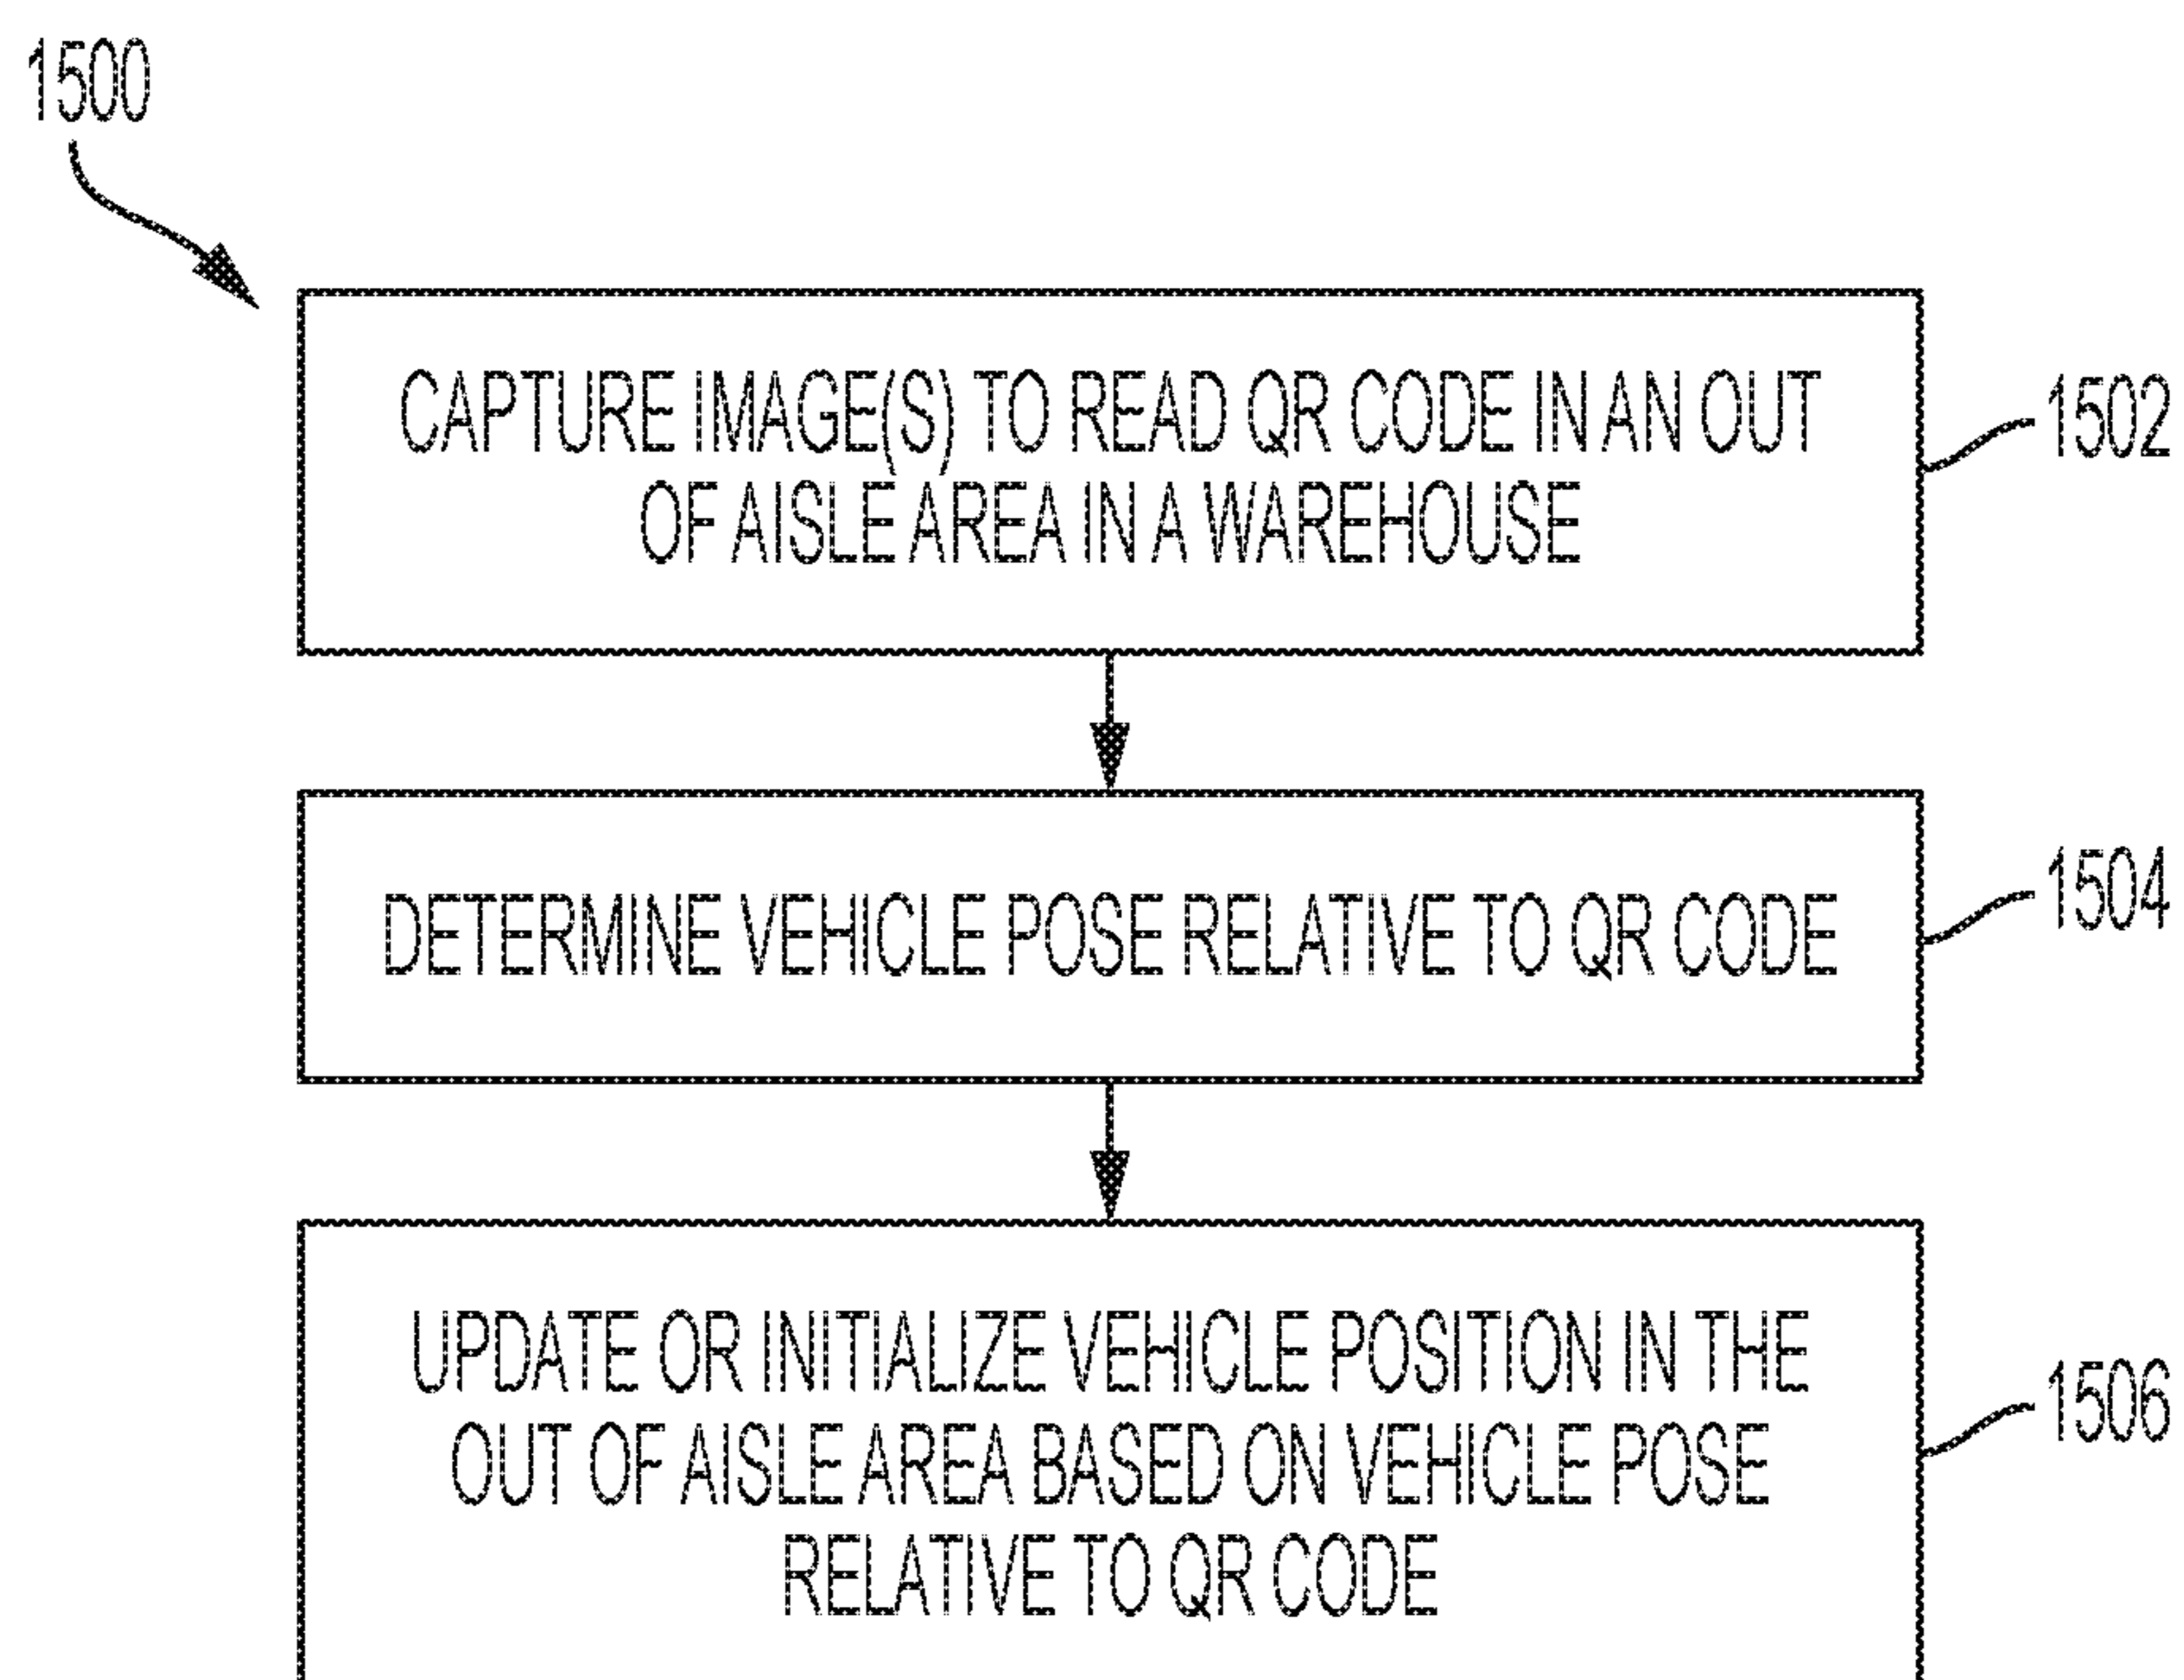 1500
CAPTURE IMAGE(S) TO READ QR CODE IN AN OUT
OF AISLE AREA IN A WAREHOUSE
1502
DETERMINE VEHICLE POSE RELATIVE TO QR CODE
1504
UPDATE OR INITIALIZE VEHICLE POSITION IN THE
OUT OF AISLE AREA BASED ON VEHICLE POSE
RELATIVE TO QR CODE
1506